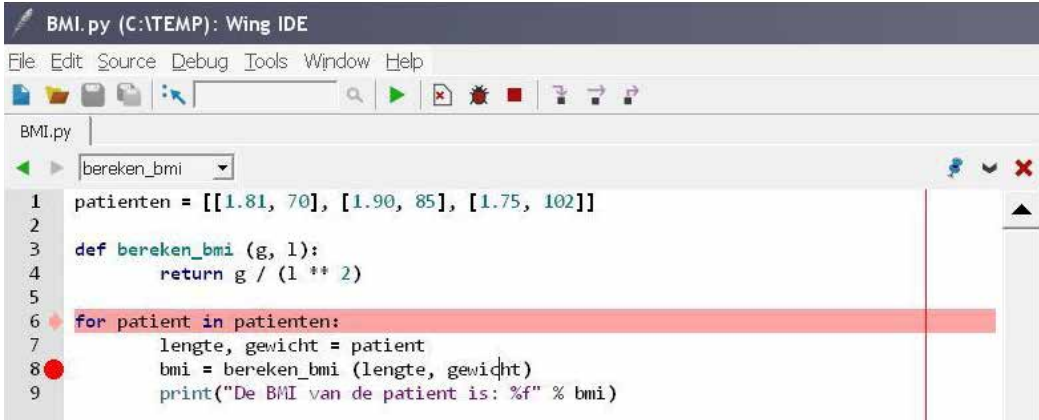 BMI.py (C:\TEMP): Wing IDE
File Edit Source Debug Tools Window Help
BMI.py
bereken_bmi
1 patienten = [[1.81, 70], [1.90, 85], [1.75, 102]]
2
3 def bereken_bmi (g, l):
4 return g / (l ** 2)
5
6 for patient in patienten:
7 lengte, gewicht = patient
8 bmi = bereken_bmi (lengte, gewicht)
9 print("De BMI van de patient is: %f" % bmi)